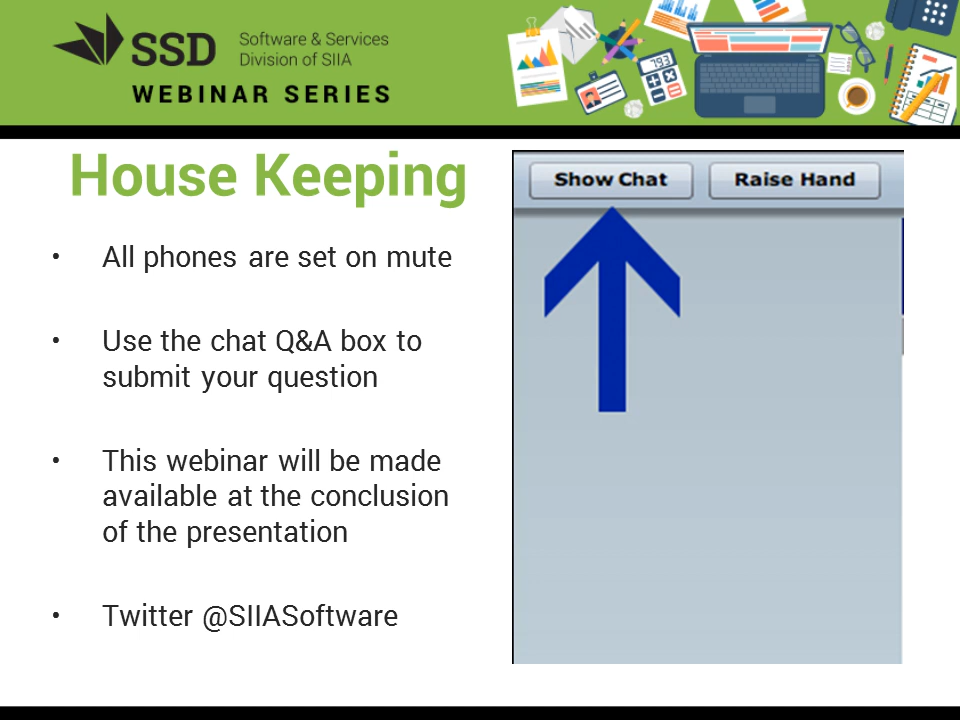 SSD
Software & Services
Division of SIIA
WEBINAR SERIES
793
House Keeping
• All phones are set on mute
• Use the chat Q&A box to
submit your question
• This webinar will be made
available at the conclusion
of the presentation
• Twitter @SIIASoftware
Show Chat
Raise Hand